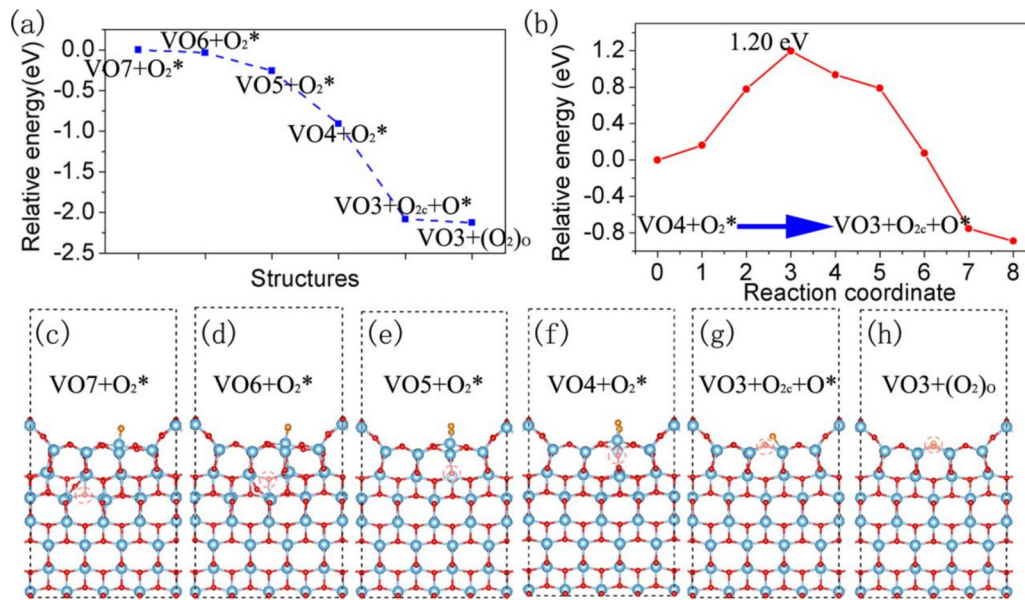 (a)
0.0
-0.5
-1.0
-1.5
-2.0
-2.5
Relative energy(eV)
VO6+O₂*
VO7+O₂*
VO5+O₂*
VO4+O₂*
VO3+O₂c+O*
VO3+(O₂)o
Structures
(b)
1.2
0.8
0.4
0.0
-0.4
-0.8
Relative energy (eV)
1.20 eV
VO4+O₂* VO3+O₂c+O*
0 1 2 3 4 5 6 7 8
Reaction coordinate
(c)
VO7+O₂*
(d)
VO6+O₂*
(e)
VO5+O₂*
(f)
VO4+O₂*
(g)
VO3+O₂c+O*
(h)
VO3+(O₂)o